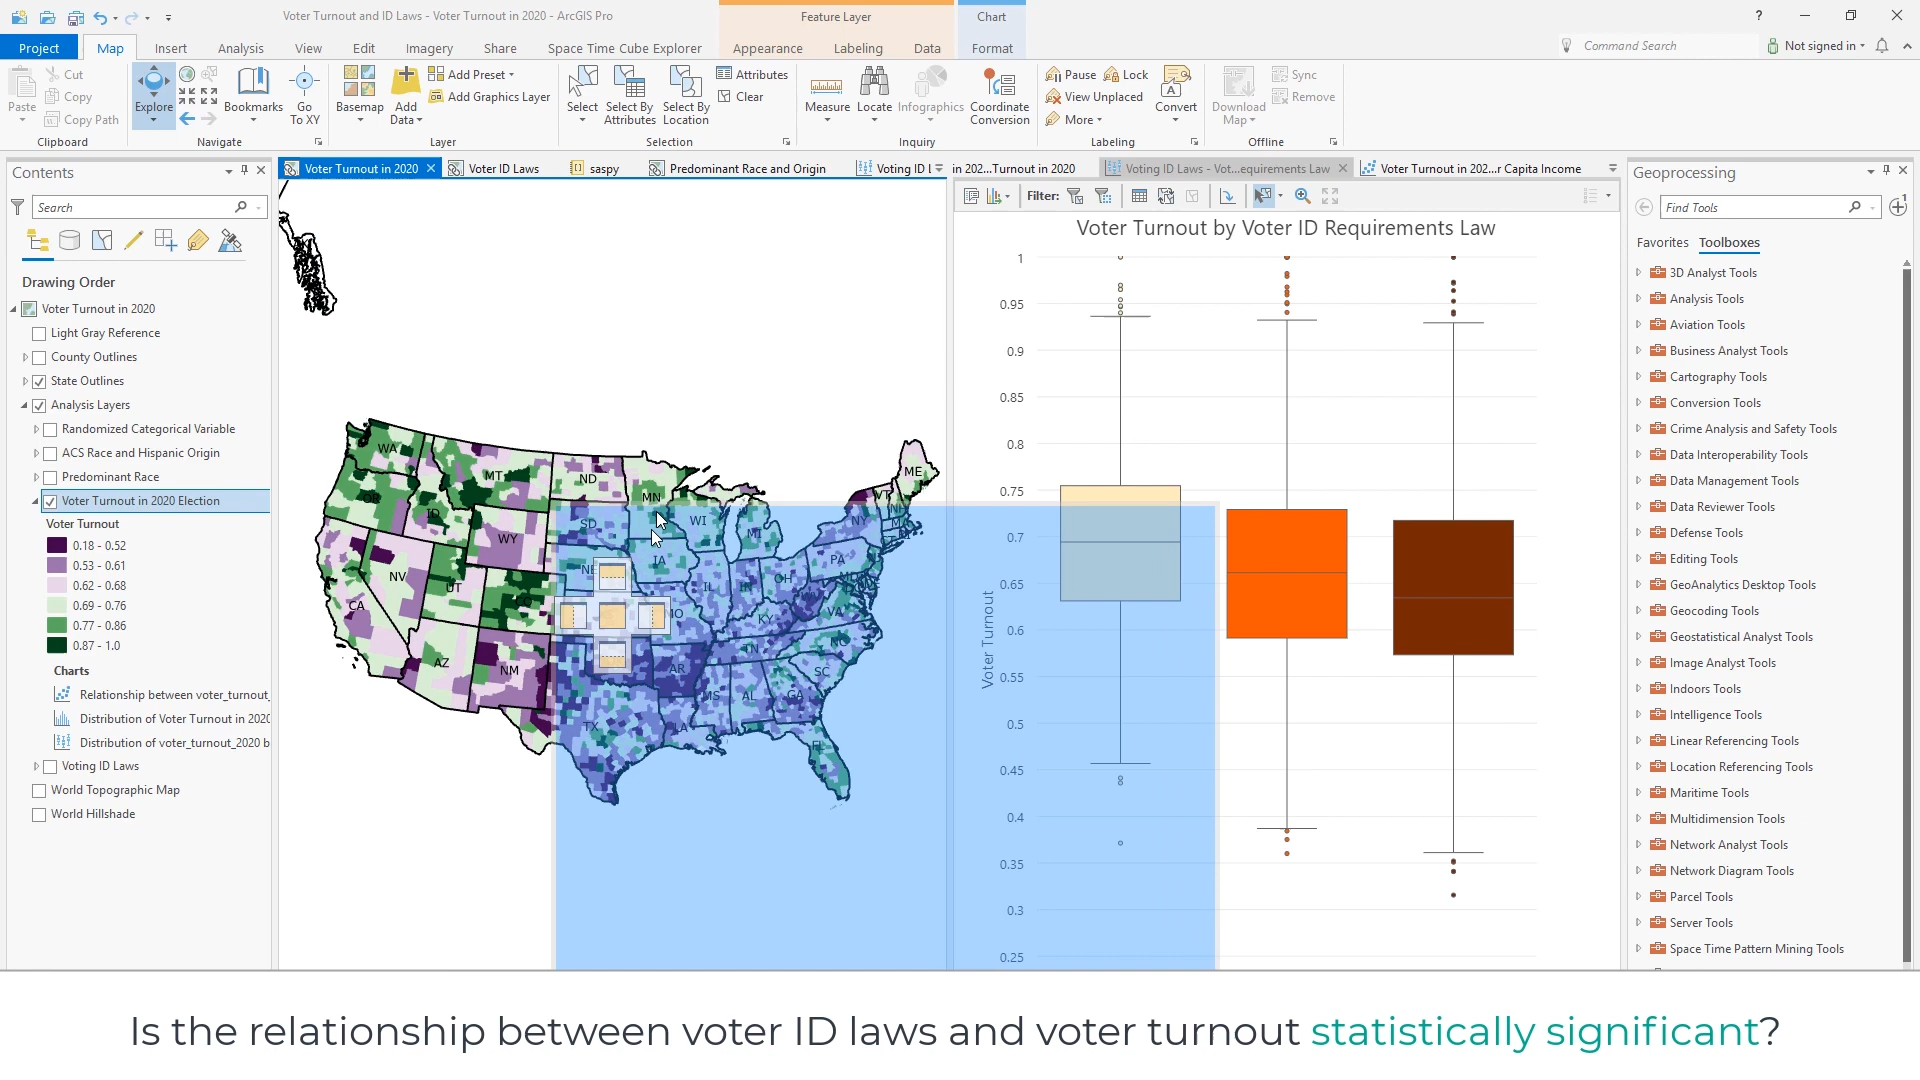 Voter Turnout and ID Laws - Voter Turnout in 2020 - ArcGIS Pro
Feature Layer
Chart
?
Project
Map
Insert
Analysis
View
Edit
Imagery
Share
Space Time Cube Explorer
Appearance
Labeling
Data
Format
Command Search
Not signed in
Paste
Cut
Copy
Copy Path
Clipboard
Explore
Bookmarks
Go To XY
Navigate
Basemap
Add Data
Add Preset
Add Graphics Layer
Layer
Select
Select By Attributes
Select By Location
Attributes
Clear
Selection
Measure
Locate
Infographics
Coordinate Conversion
Inquiry
Pause
Lock
View Unplaced
More
Convert
Labeling
Download Map
Sync
Remove
Offline
Contents
Search
Drawing Order
Voter Turnout in 2020
Light Gray Reference
County Outlines
State Outlines
Analysis Layers
Randomized Categorical Variable
ACS Race and Hispanic Origin
Predominant Race
Voter Turnout in 2020 Election
Voter Turnout
0.18 - 0.52
0.53 - 0.61
0.62 - 0.68
0.69 - 0.76
0.77 - 0.86
0.87 - 1.0
Charts
Relationship between voter_turnout_
Distribution of Voter Turnout in 2020
Distribution of voter_turnout_2020 b
Voting ID Laws
World Topographic Map
World Hillshade
Voter Turnout in 2020
Voter ID Laws
saspy
Predominant Race and Origin
Voting ID l
in 202...Turnout in 2020
Voting ID Laws - Vot...equirements Law
Voter Turnout in 202...r Capita Income
AK
WA
MT
ND
MN
ME
OR
ID
SD
WI
VT
NH
NY
MA
CT
RI
WY
MI
IA
NE
PA
NV
UT
CO
IL
IN
OH
MD
DE
CA
MO
KY
WV
VA
AZ
NM
AR
TN
NC
SC
MS
AL
GA
TX
LA
FL
Filter:
Voter Turnout by Voter ID Requirements Law
1
0.95
0.9
0.85
0.8
0.75
0.7
0.65
0.6
0.55
0.5
0.45
0.4
0.35
0.3
0.25
Voter Turnout
Geoprocessing
Find Tools
1
Favorites
Toolboxes
3D Analyst Tools
Analysis Tools
Aviation Tools
Business Analyst Tools
Cartography Tools
Conversion Tools
Crime Analysis and Safety Tools
Data Interoperability Tools
Data Management Tools
Data Reviewer Tools
Defense Tools
Editing Tools
GeoAnalytics Desktop Tools
Geocoding Tools
Geostatistical Analyst Tools
Image Analyst Tools
Indoors Tools
Intelligence Tools
Linear Referencing Tools
Location Referencing Tools
Maritime Tools
Multidimension Tools
Network Analyst Tools
Network Diagram Tools
Parcel Tools
Server Tools
Space Time Pattern Mining Tools
Is the relationship between voter ID laws and voter turnout statistically significant?